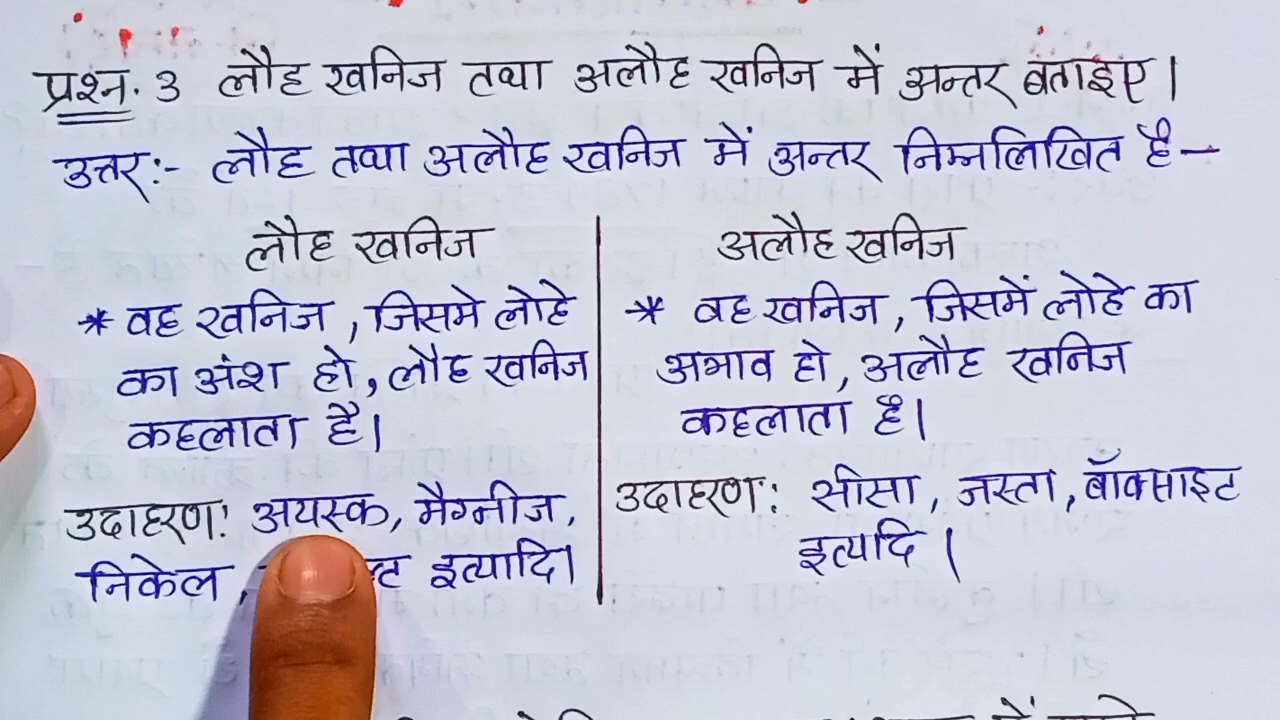 प्रश्न. 3 लौह खनिज तथा अलौह खनिज में अन्तर बताइए।
उत्तर:- लौह तथा अलौह खनिज में अन्तर निम्नलिखित है –
लौह खनिज
* वह खनिज, जिसमे लोहे
का अंश हो, लौह खनिज
कहलाता है।
उदाहरण: अयस्क, मैग्नीज,
निकेल, इत्यादि।
अलौह खनिज
* वह खनिज, जिसमें लोहे का
अभाव हो, अलौह खनिज
कहलाता है।
उदाहरण: सीसा, जस्ता, बॉक्साइट
इत्यादि।